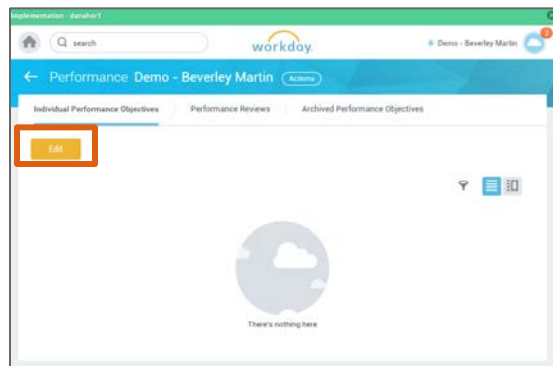 Implementation - danaher1
search
workday.
Demo - Beverley Martin
2
Performance Demo - Beverley Martin Actions
Individual Performance Objectives Performance Reviews Archived Performance Objectives
Edit
There's nothing here